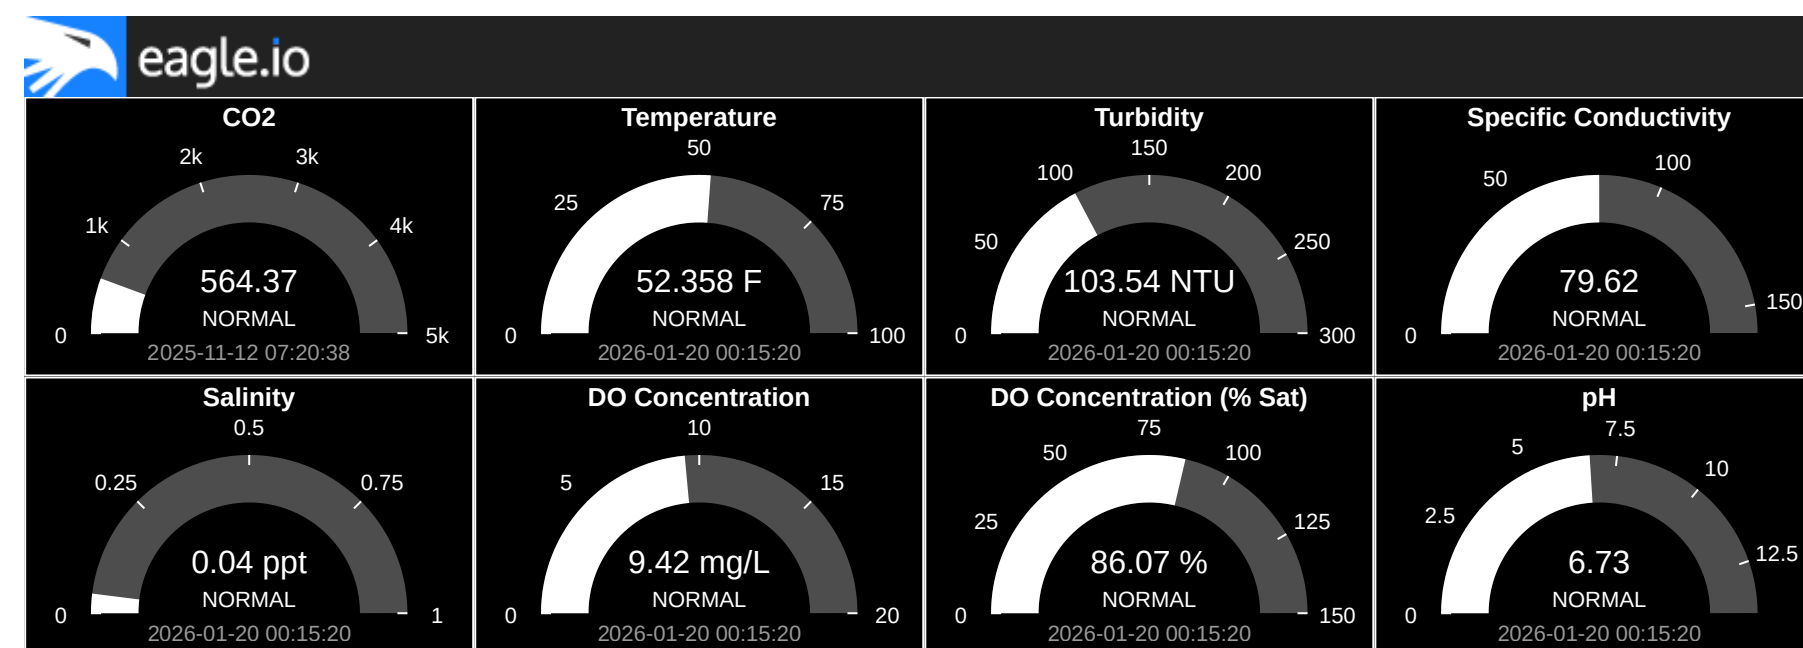 eagle.io
CO2
2k
3k
1k
4k
564.37
NORMAL
0
5k
2025-11-12 07:20:38
Temperature
50
25
75
52.358 F
NORMAL
0
100
2026-01-20 00:15:20
Turbidity
150
100
200
50
250
103.54 NTU
NORMAL
0
300
2026-01-20 00:15:20
Specific Conductivity
100
50
79.62
150
NORMAL
0
2026-01-20 00:15:20
Salinity
0.5
0.25
0.75
0.04 ppt
NORMAL
0
1
2026-01-20 00:15:20
DO Concentration
10
5
15
9.42 mg/L
NORMAL
0
20
2026-01-20 00:15:20
DO Concentration (% Sat)
75
50
100
25
125
86.07 %
NORMAL
0
150
2026-01-20 00:15:20
pH
7.5
5
10
2.5
12.5
6.73
NORMAL
0
2026-01-20 00:15:20